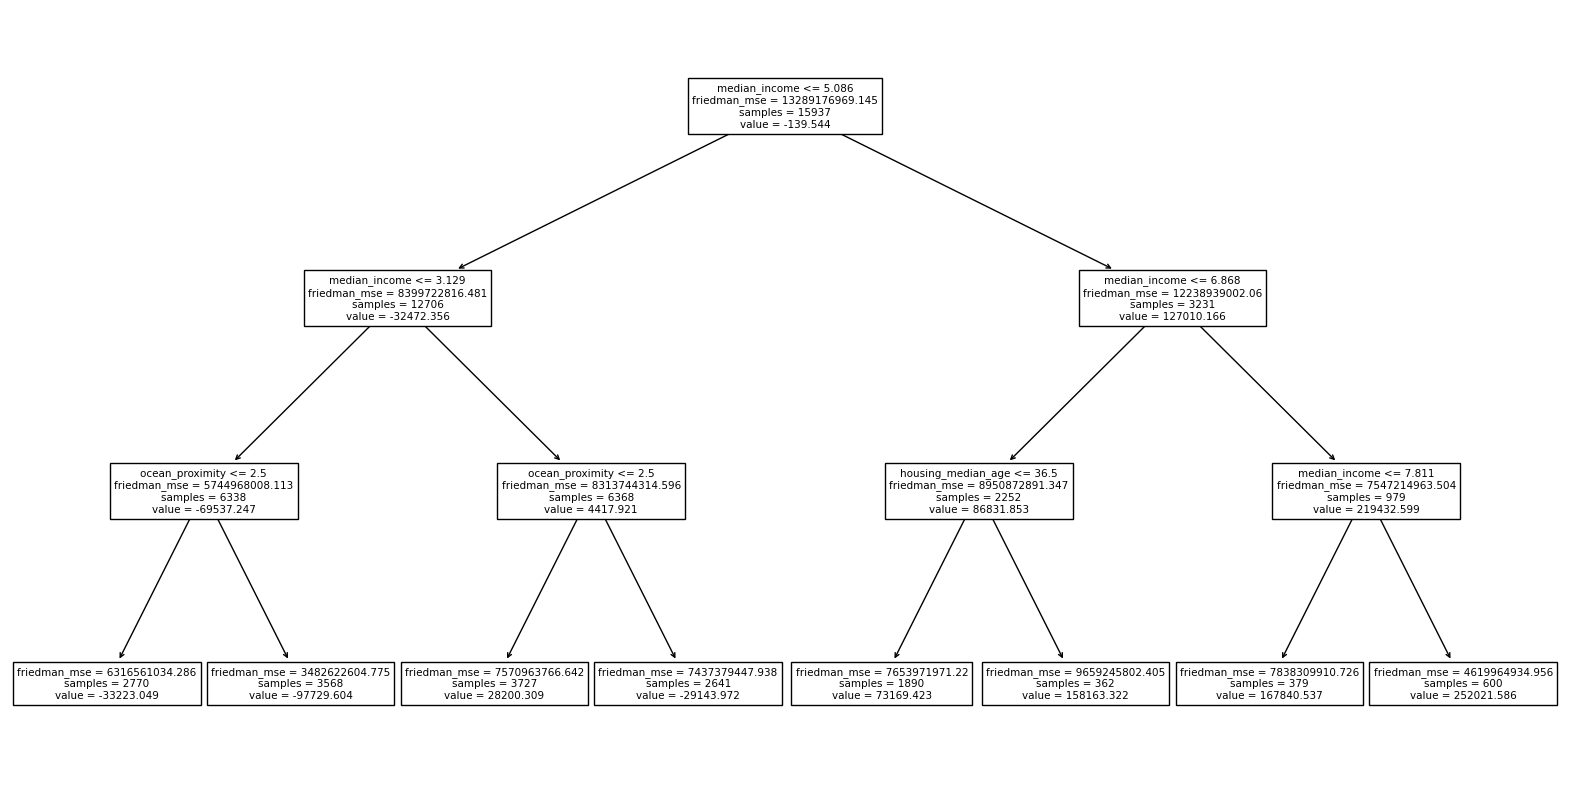 median_income <= 5.086
friedman_mse = 13289176969.145
samples = 15937
value = -139.544
median_income <= 3.129
friedman_mse = 8399722816.481
samples = 12706
value = -32472.356
median_income <= 6.868
friedman_mse = 12238939002.06
samples = 3231
value = 127010.166
ocean_proximity <= 2.5
friedman_mse = 5744968008.113
samples = 6338
value = -69537.247
ocean_proximity <= 2.5
friedman_mse = 8313744314.596
samples = 6368
value = 4417.921
housing_median_age <= 36.5
friedman_mse = 8950872891.347
samples = 2252
value = 86831.853
median_income <= 7.811
friedman_mse = 7547214963.504
samples = 979
value = 219432.599
friedman_mse = 6316561034.286
samples = 2770
value = -33223.049
friedman_mse = 3482622604.775
samples = 3568
value = -97729.604
friedman_mse = 7570963766.642
samples = 3727
value = 28200.309
friedman_mse = 7437379447.938
samples = 2641
value = -29143.972
friedman_mse = 7653971971.22
samples = 1890
value = 73169.423
friedman_mse = 9659245802.405
samples = 362
value = 158163.322
friedman_mse = 7838309910.726
samples = 379
value = 167840.537
friedman_mse = 4619964934.956
samples = 600
value = 252021.586